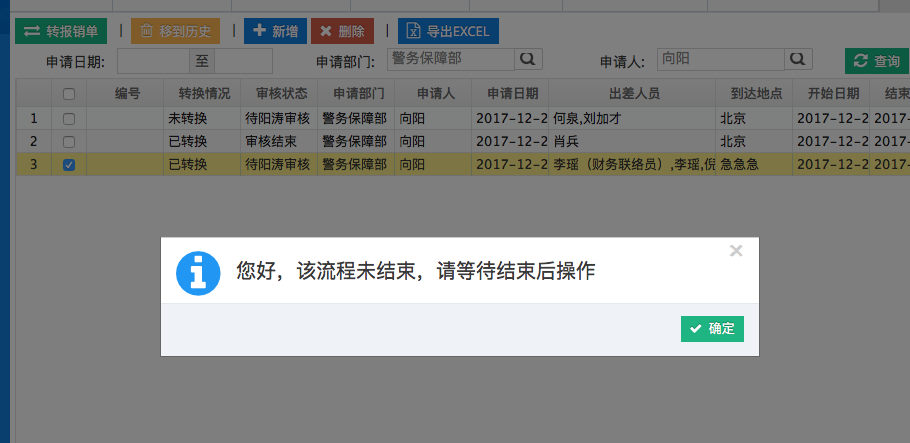 转报销单 | 移到历史 | 新增 删除 | 导出EXCEL
申请日期: 至 申请部门: 警务保障部 申请人: 向阳 查询
编号 转换情况 审核状态 申请部门 申请人 申请日期 出差人员 到达地点 开始日期 结束
1 未转换 待阳涛审核 警务保障部 向阳 2017-12-2 何泉,刘加才 北京 2017-12-2 2017-12
2 已转换 审核结束 警务保障部 向阳 2017-12-2 肖兵 北京 2017-12-2 2017-12
3 已转换 待阳涛审核 警务保障部 向阳 2017-12-2 李瑶（财务联络员）,李瑶,倪 急急急 2017-12-2 2017-12
您好，该流程未结束，请等待结束后操作
确定